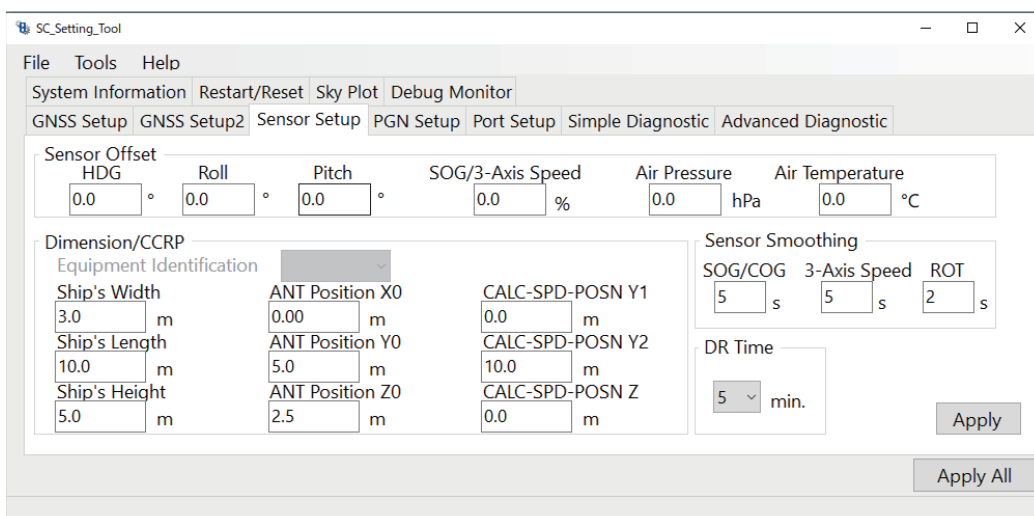 SC_Setting_Tool
File Tools Help
System Information Restart/Reset Sky Plot Debug Monitor
GNSS Setup GNSS Setup2 Sensor Setup PGN Setup Port Setup Simple Diagnostic Advanced Diagnostic
Sensor Offset
HDG Roll Pitch SOG/3-Axis Speed Air Pressure Air Temperature
0.0 ° 0.0 ° 0.0 ° 0.0 % 0.0 hPa 0.0 °C
Dimension/CCRP
Equipment Identification
Ship's Width ANT Position X0 CALC-SPD-POSN Y1
3.0 m 0.00 m 0.0 m
Ship's Length ANT Position Y0 CALC-SPD-POSN Y2
10.0 m 5.0 m 10.0 m
Ship's Height ANT Position Z0 CALC-SPD-POSN Z
5.0 m 2.5 m 0.0 m
Sensor Smoothing
SOG/COG 3-Axis Speed ROT
5 s 5 s 2 s
DR Time
5 min.
Apply
Apply All